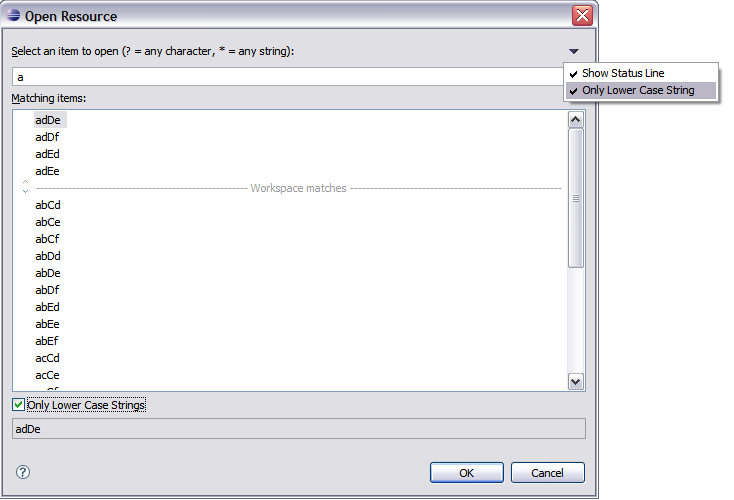 Open Resource
Select an item to open (? = any character, * = any string):
a
Show Status Line
Only Lower Case String
Matching items:
adDe
adDf
adEd
adEe
Workspace matches
abCd
abCe
abCf
abDd
abDe
abDf
abEd
abEe
abEf
acCd
acCe
Only Lower Case Strings
adDe
?
OK
Cancel